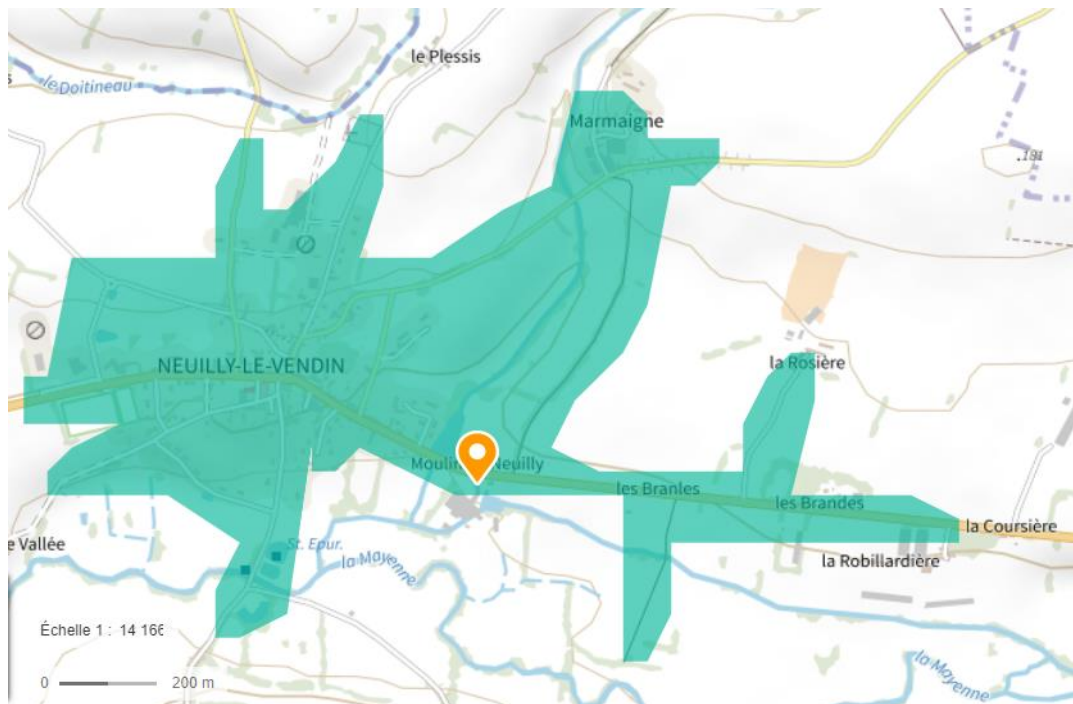 le Plessis
le Doitineau
Marmaigne
.181
NEUILLY-LE-VENDIN
la Rosière
Neuilly
les Branles
les Brandes
la Coursière
e Vallée
St. Epur.
la Mayenne
la Robillardière
Échelle 1 : 14 166
la Mayenne
0 200 m